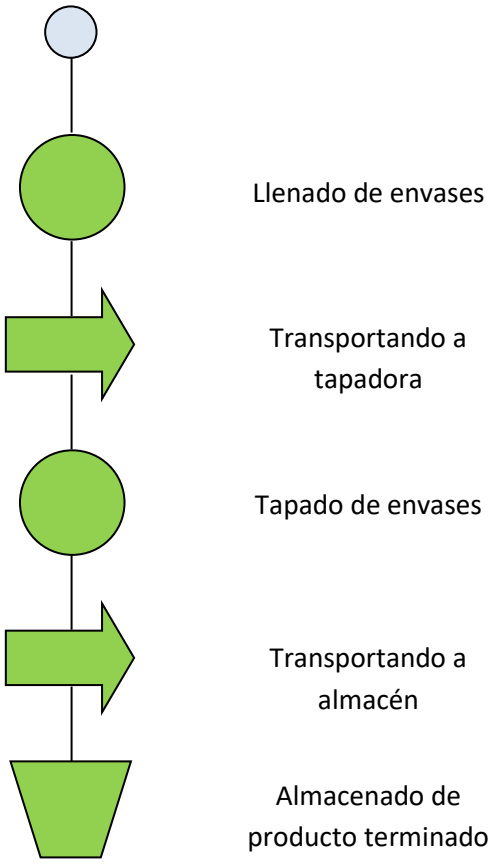 Llenado de envases
Transportando a
tapadora
Tapado de envases
Transportando a
almacén
Almacenado de
producto terminado